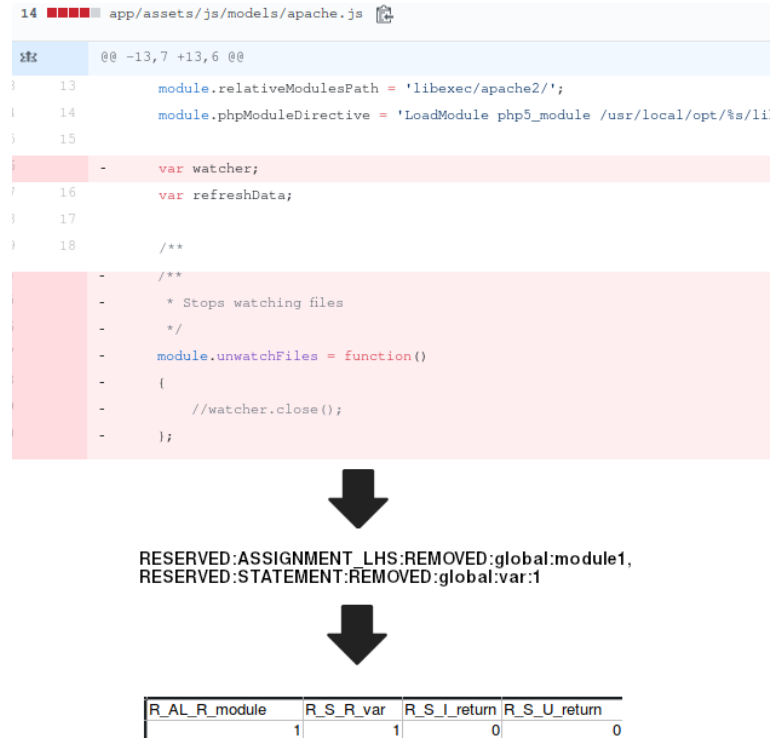 14 app/assets/js/models/apache.js
@@ -13,7 +13,6 @@
13 module.relativeModulesPath = 'libexec/apache2/';
14 module.phpModuleDirective = 'LoadModule php5_module /usr/local/opt/%s/li
15
- var watcher;
16 var refreshData;
17
18 /**
- /**
- * Stops watching files
- */
- module.unwatchFiles = function()
- {
- //watcher.close();
- };
RESERVED:ASSIGNMENT_LHS:REMOVED:global:module1,
RESERVED:STATEMENT:REMOVED:global:var:1
R_AL_R_module R_S_R_var R_S_I_return R_S_U_return
1 1 0 0